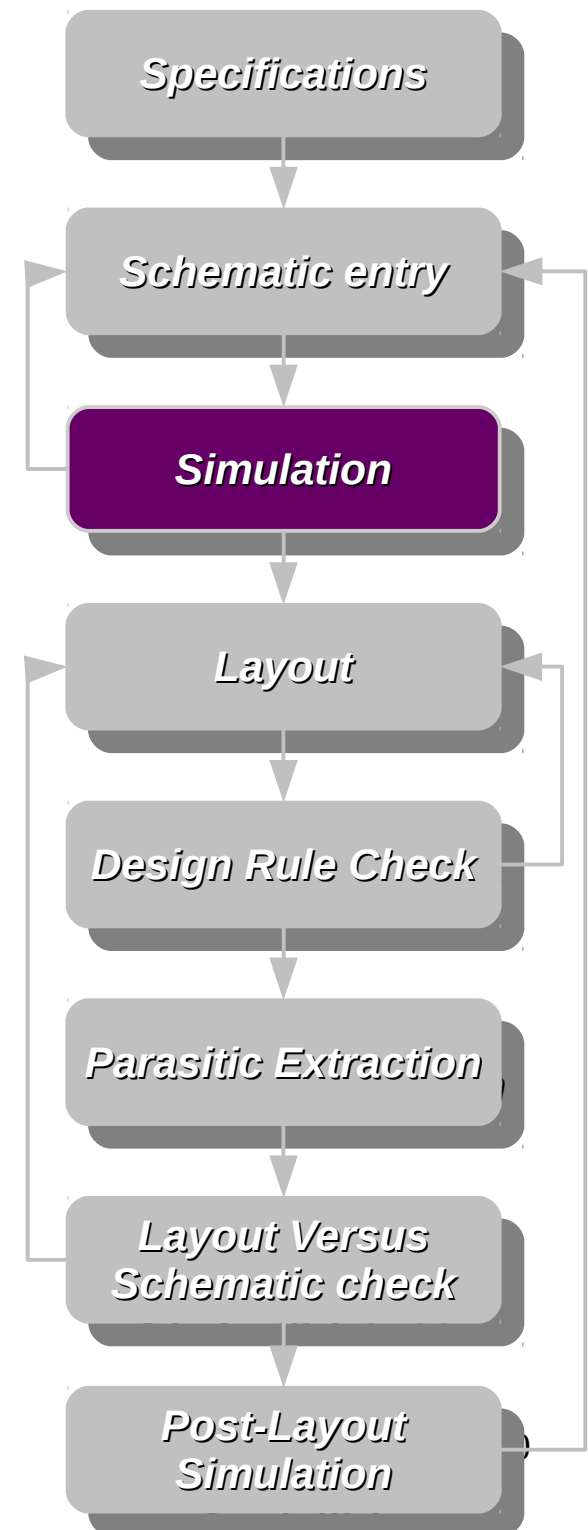 Specifications
Schematic entry
Simulation
Layout
Design Rule Check
Parasitic Extraction
Layout Versus
Schematic check
Post-Layout
Simulation